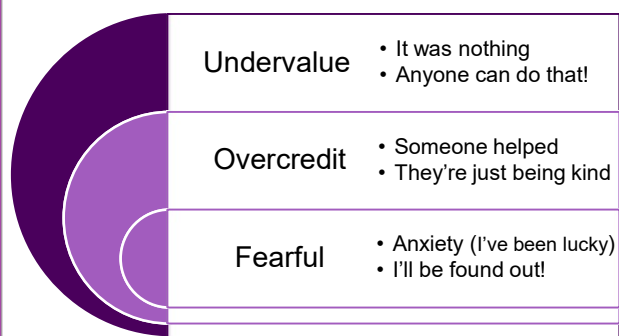 Undervalue
• It was nothing
• Anyone can do that!
Overcredit
• Someone helped
• They’re just being kind
Fearful
• Anxiety (I’ve been lucky)
• I’ll be found out!